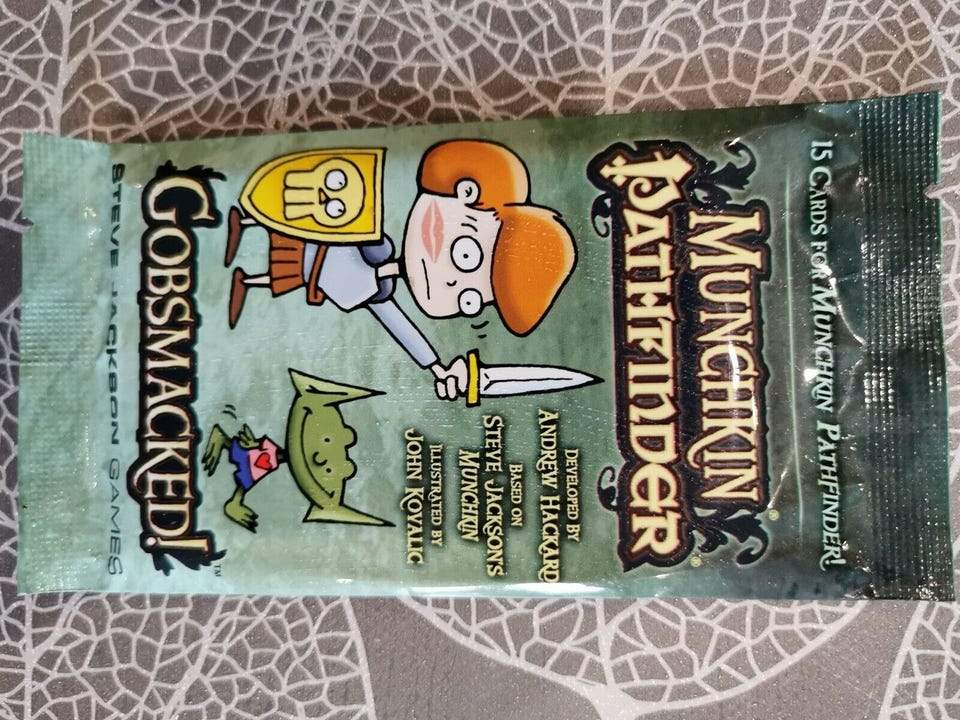 15 CARDS FOR MUNCHKIN PATHFINDER!
MUNCHKIN®
PATHFINDER®
DEVELOPED BY
ANDREW HACKARD
BASED ON
STEVE JACKSON'S
MUNCHKIN
ILLUSTRATED BY
JOHN KOVALIC
GOBSMACKED!™
STEVE JACKSON GAMES